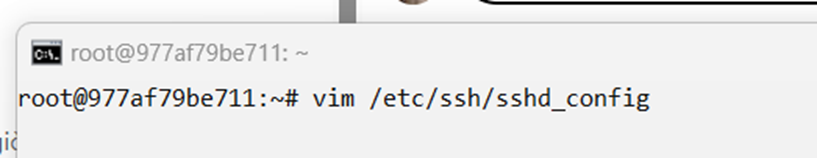 root@977af79be711: ~
root@977af79be711:~# vim /etc/ssh/sshd_config